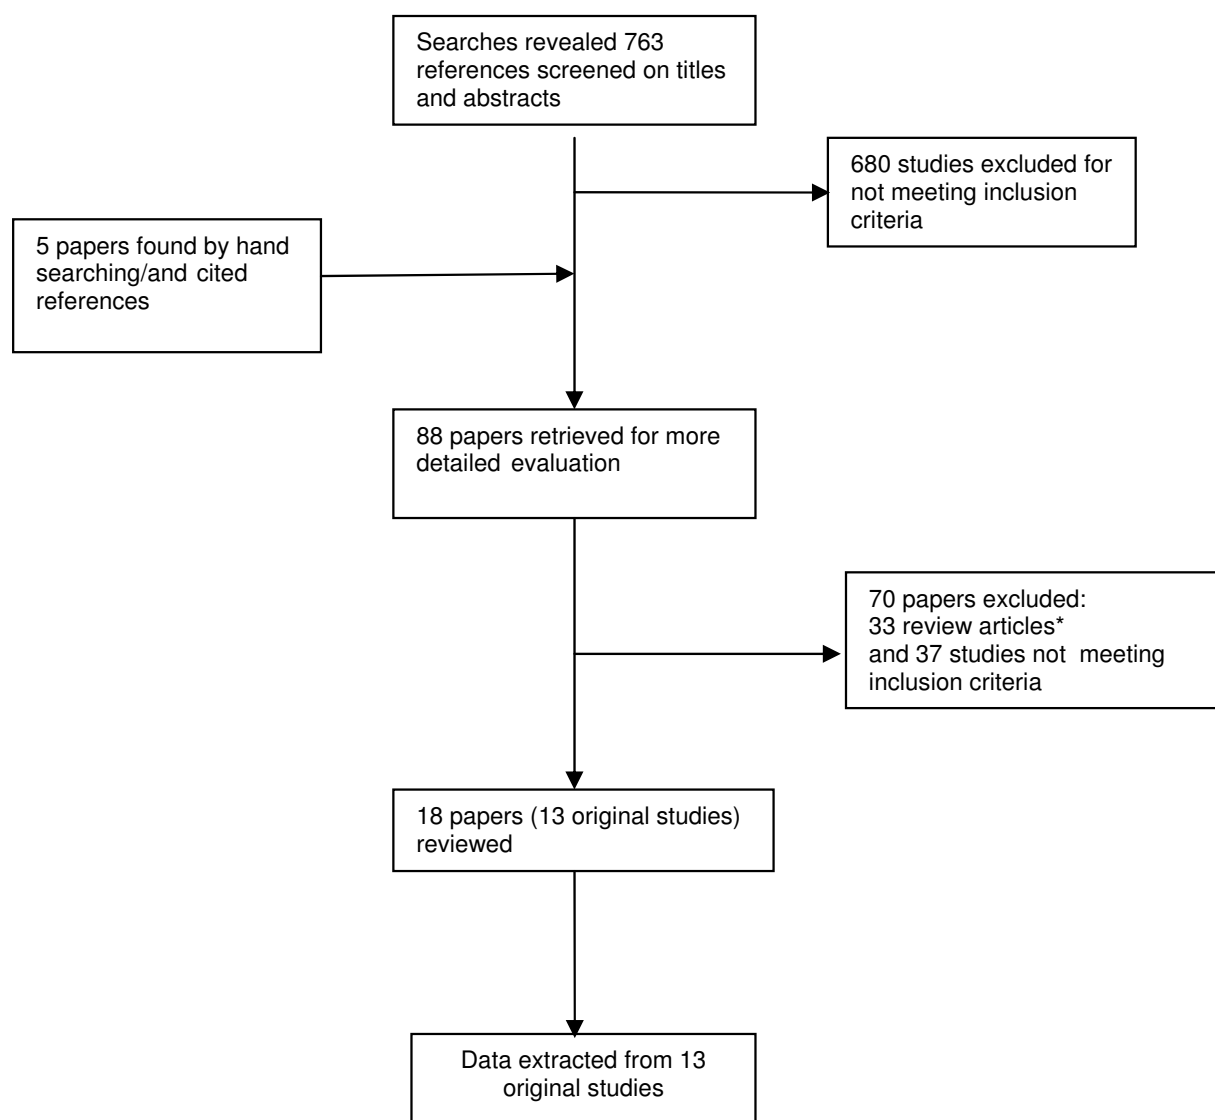 Searches revealed 763
references screened on titles
and abstracts
680 studies excluded for
not meeting inclusion
criteria
5 papers found by hand
searching/and cited
references
88 papers retrieved for more
detailed evaluation
70 papers excluded:
33 review articles*
and 37 studies not meeting
inclusion criteria
18 papers (13 original studies)
reviewed
Data extracted from 13
original studies